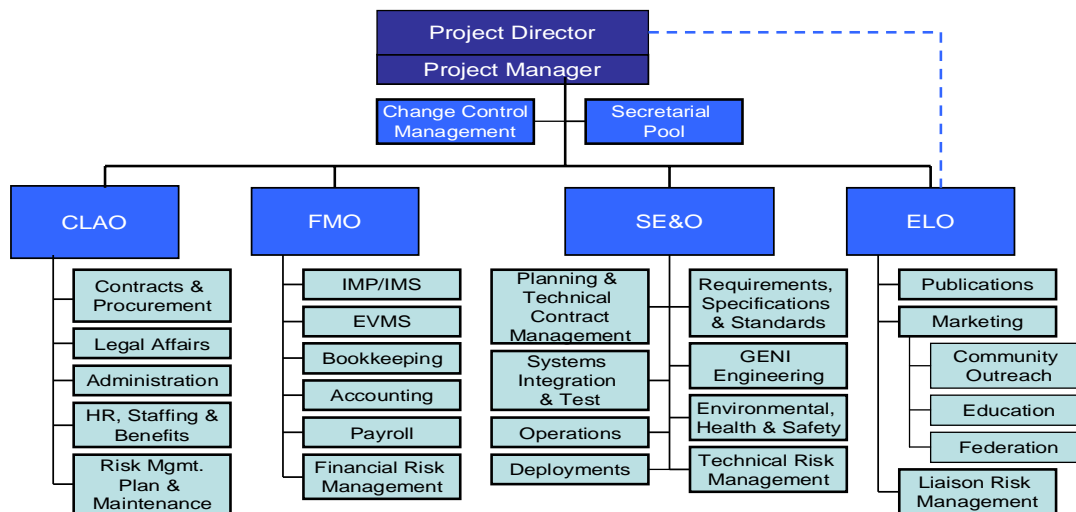 Project Director
Project Manager
Change Control
Management
Secretarial
Pool
CLAO
FMO
SE&O
ELO
Contracts &
Procurement
Legal Affairs
Administration
HR, Staffing &
Benefits
Risk Mgmt.
Plan &
Maintenance
IMP/IMS
EVMS
Bookkeeping
Accounting
Payroll
Financial Risk
Management
Planning &
Technical
Contract
Management
Systems
Integration
& Test
Operations
Deployments
Requirements,
Specifications
& Standards
GENI
Engineering
Environmental,
Health & Safety
Technical Risk
Management
Publications
Marketing
Community
Outreach
Education
Federation
Liaison Risk
Management